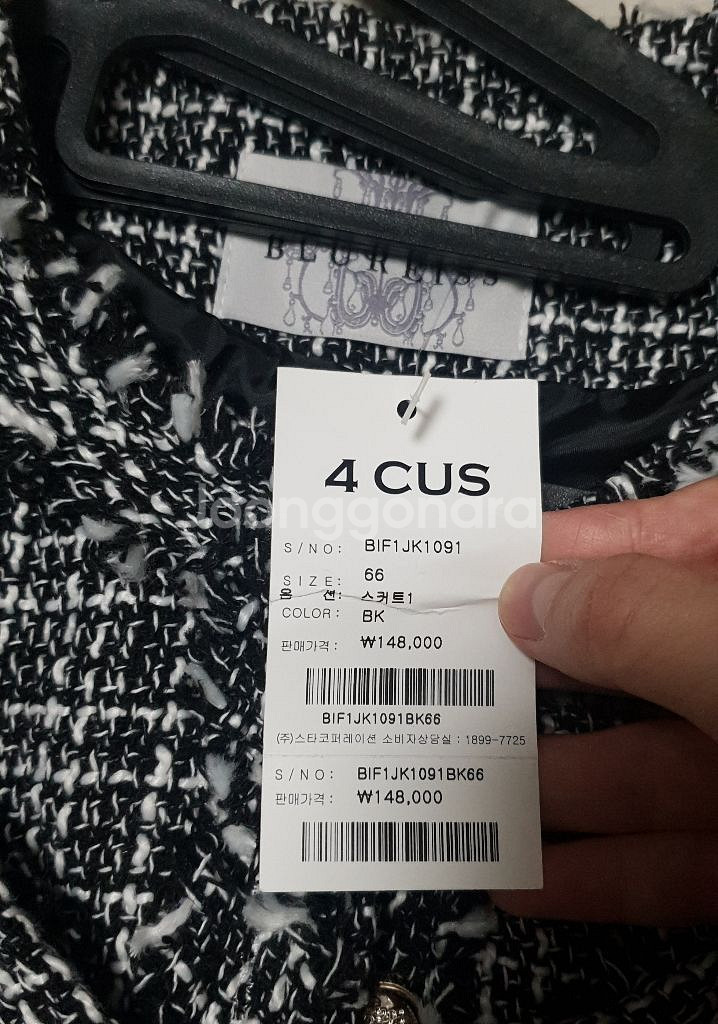 BEUREISS
4 CUS
Joonggonara
S/NO: BIF1JK1091
SIZE: 66
옵 션: 스커트1
COLOR: BK
판매가격: ₩148,000
BIF1JK1091BK66
(주)스타코퍼레이션 소비자상담실 : 1899-7725
S/NO: BIF1JK1091BK66
판매가격: ₩148,000